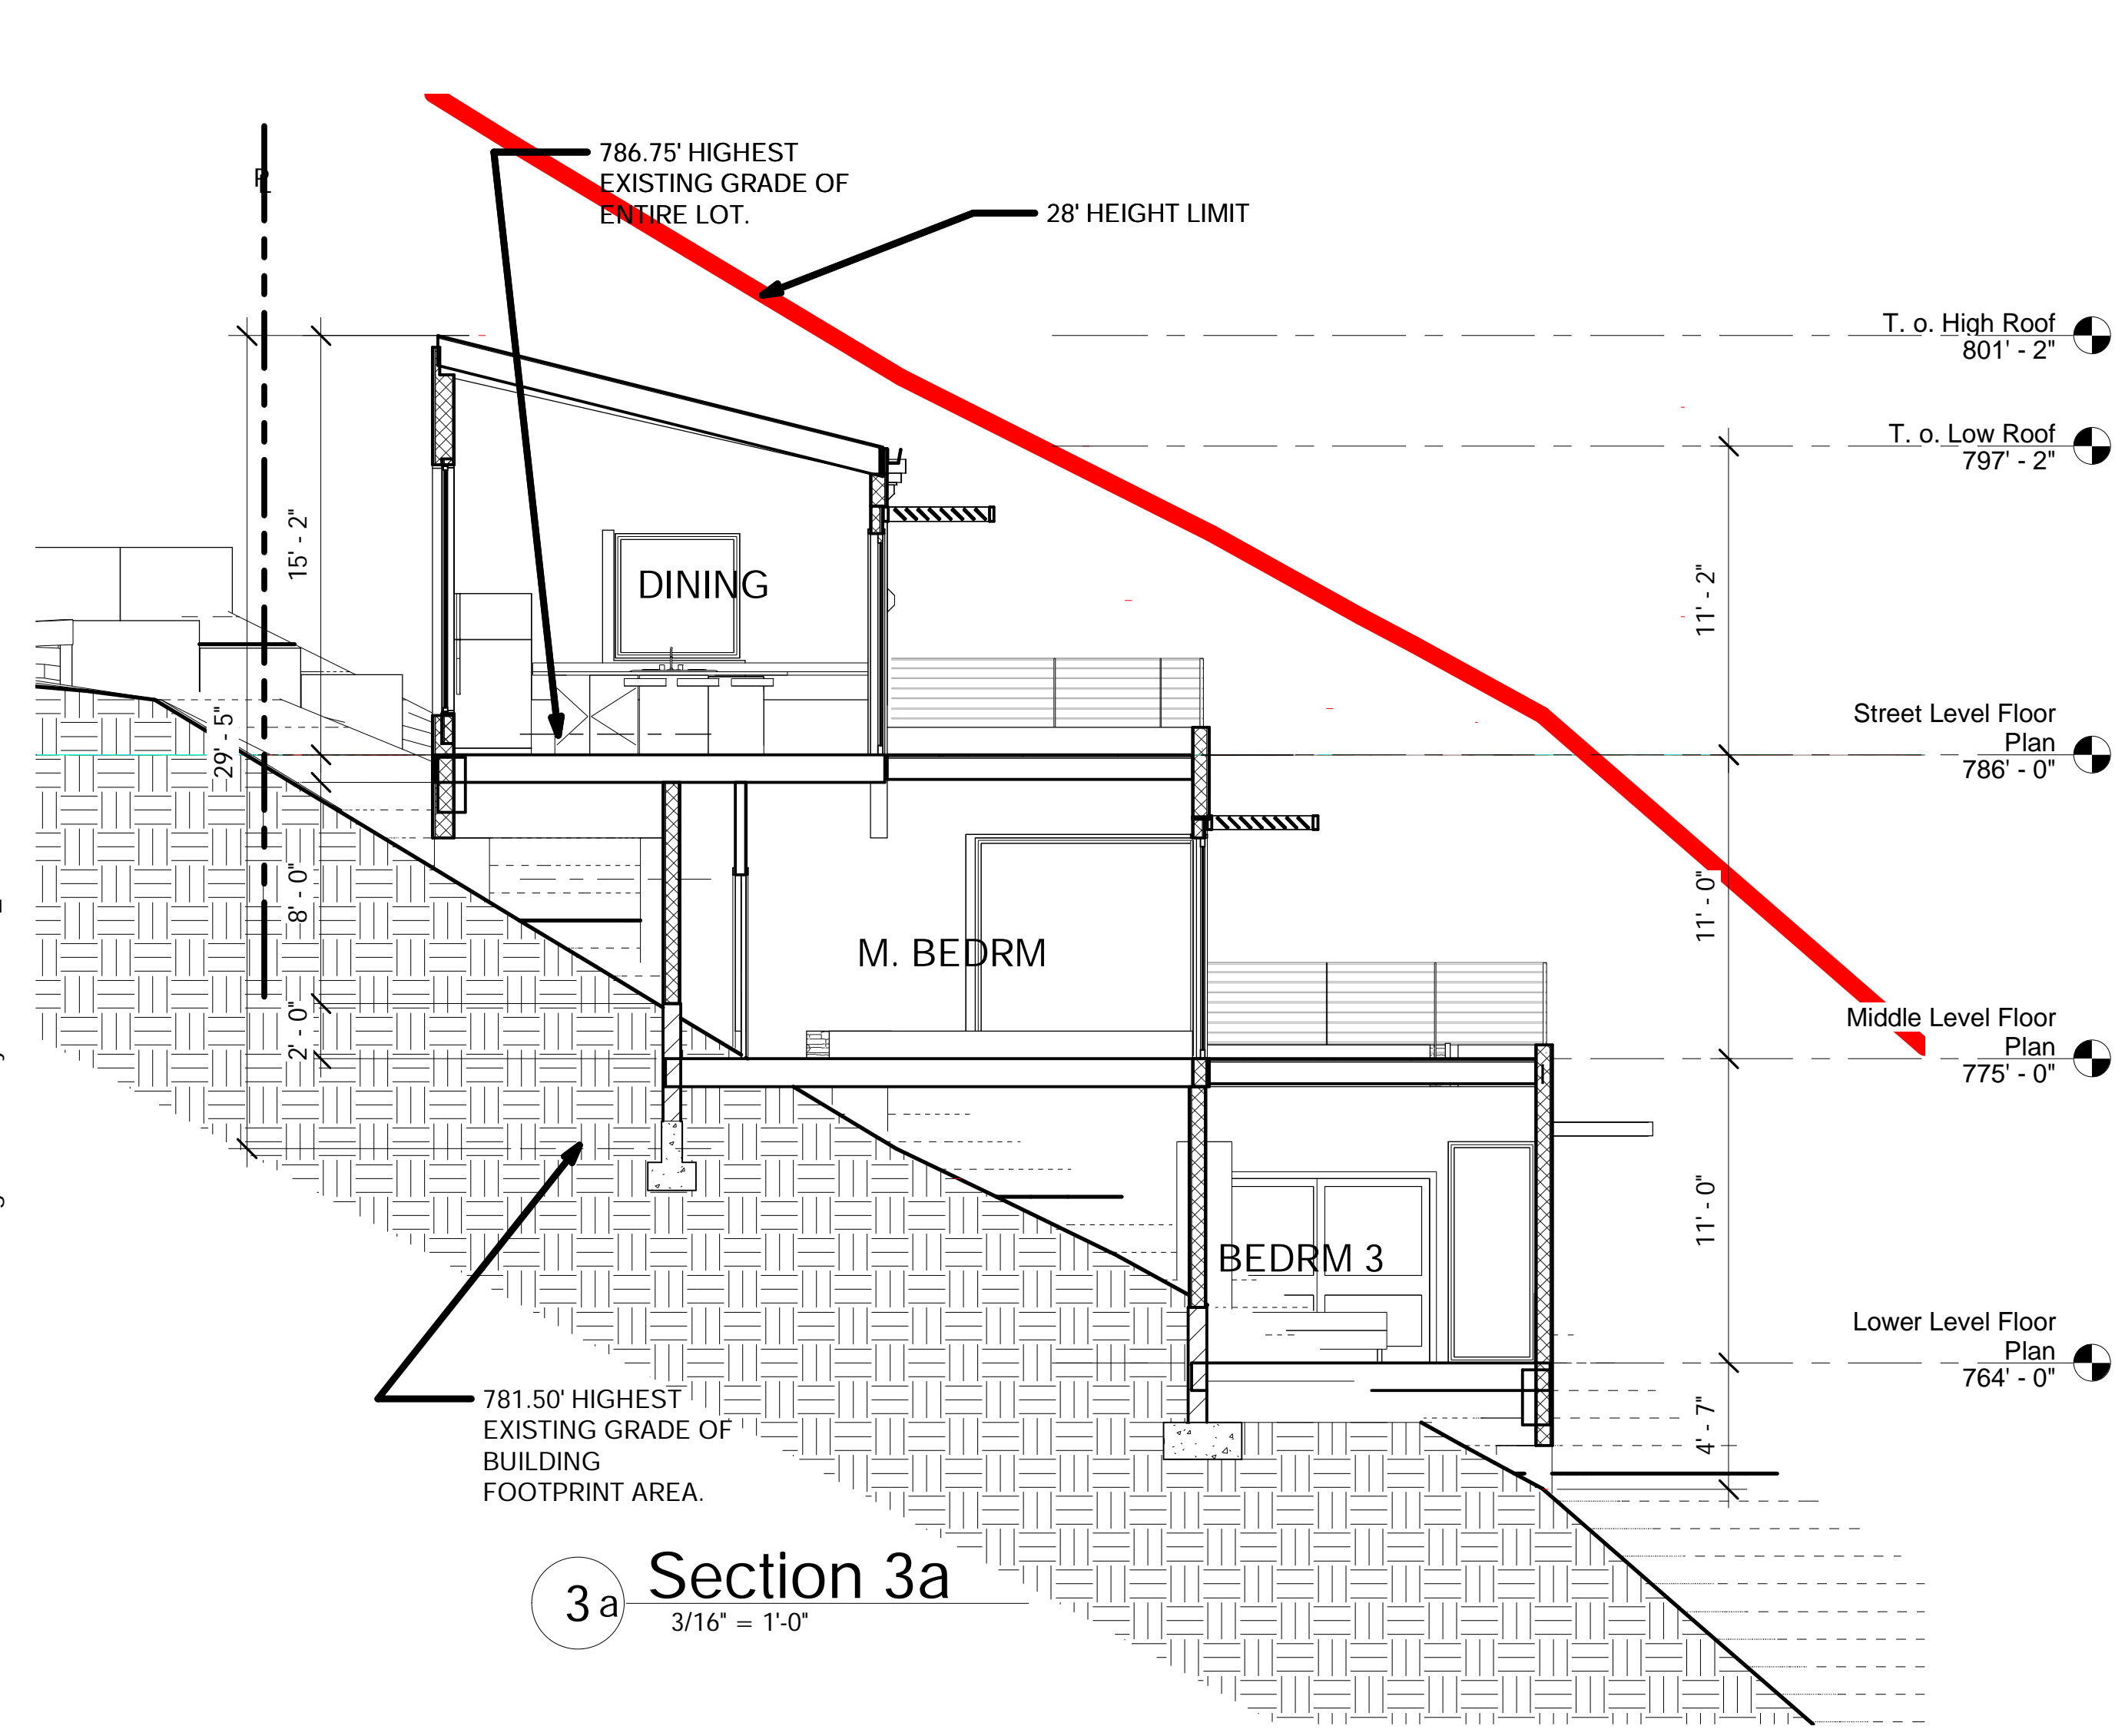 786.75' HIGHEST
EXISTING GRADE OF
ENTIRE LOT.
28' HEIGHT LIMIT
PL
T. o. High Roof
801' - 2"
T. o. Low Roof
797' - 2"
15' - 2"
11' - 2"
DINING
29' - 5"
Street Level Floor
Plan
786' - 0"
8' - 0"
11' - 0"
M. BEDRM
2' - 0"
Middle Level Floor
Plan
775' - 0"
11' - 0"
BEDRM 3
Lower Level Floor
Plan
764' - 0"
4' - 7"
781.50' HIGHEST
EXISTING GRADE OF
BUILDING
FOOTPRINT AREA.
3 a
Section 3a
3/16" = 1'-0"